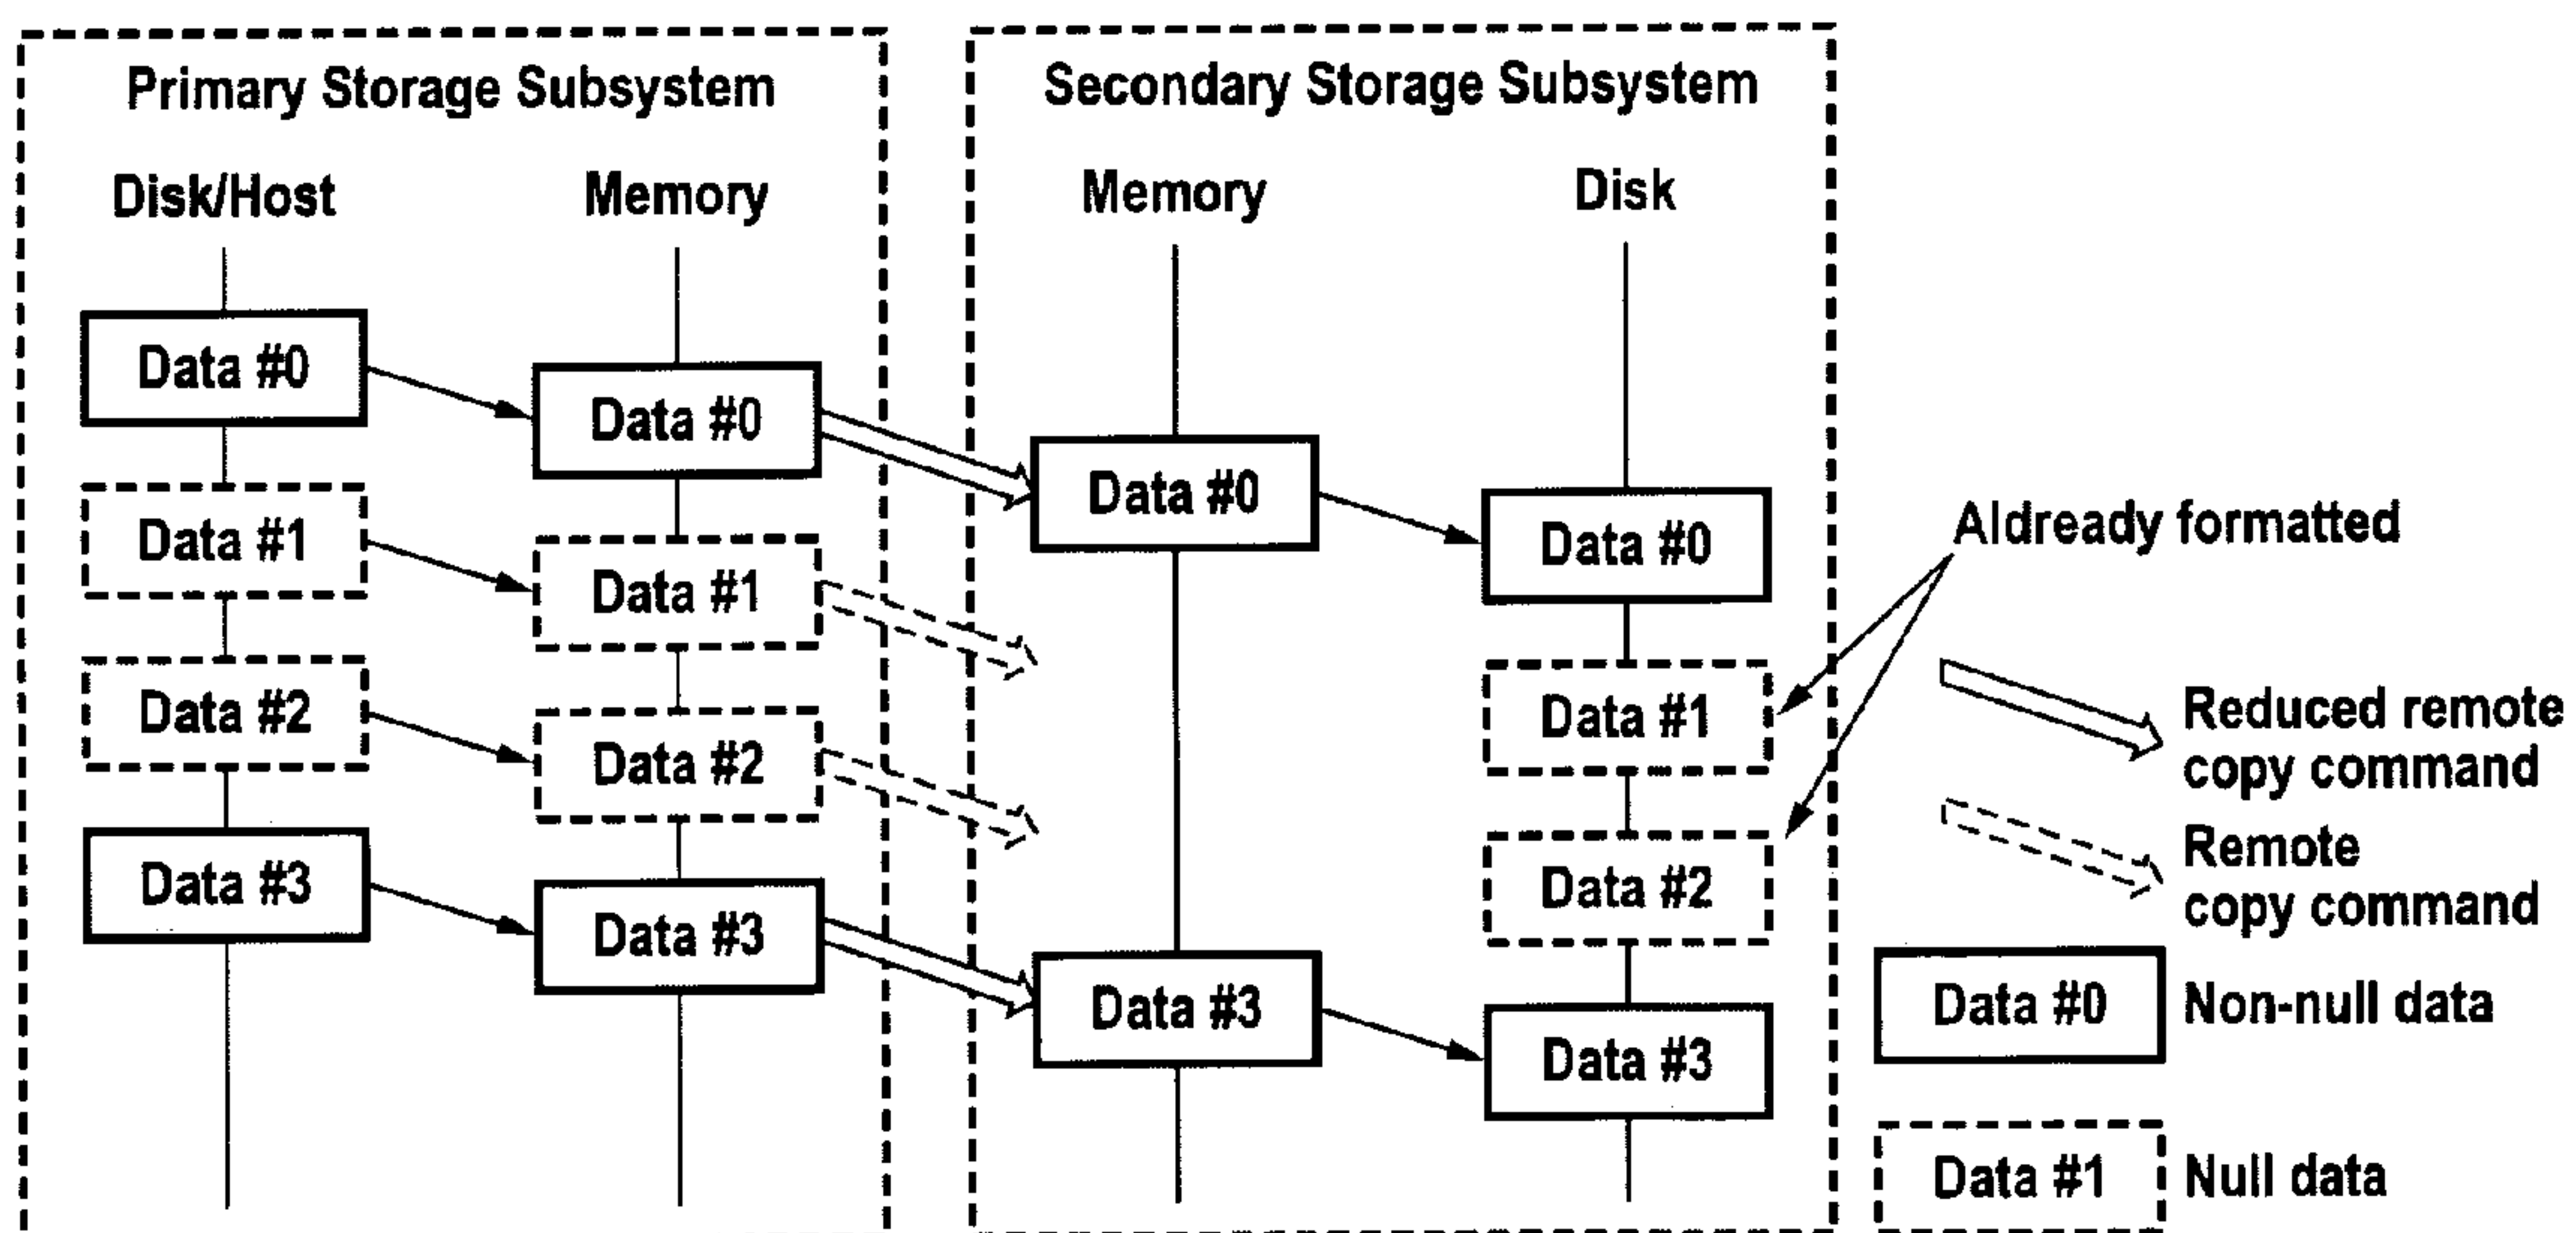 Primary Storage Subsystem
Secondary Storage Subsystem
Disk/Host
Memory
Memory
Disk
Data #0
Data #0
Data #0
Data #0
Data #1
Data #1
Data #1
Data #2
Data #2
Data #2
Data #3
Data #3
Data #3
Data #3
Aldready formatted
Reduced remote
copy command
Remote
copy command
Data #0
Non-null data
Data #1
Null data